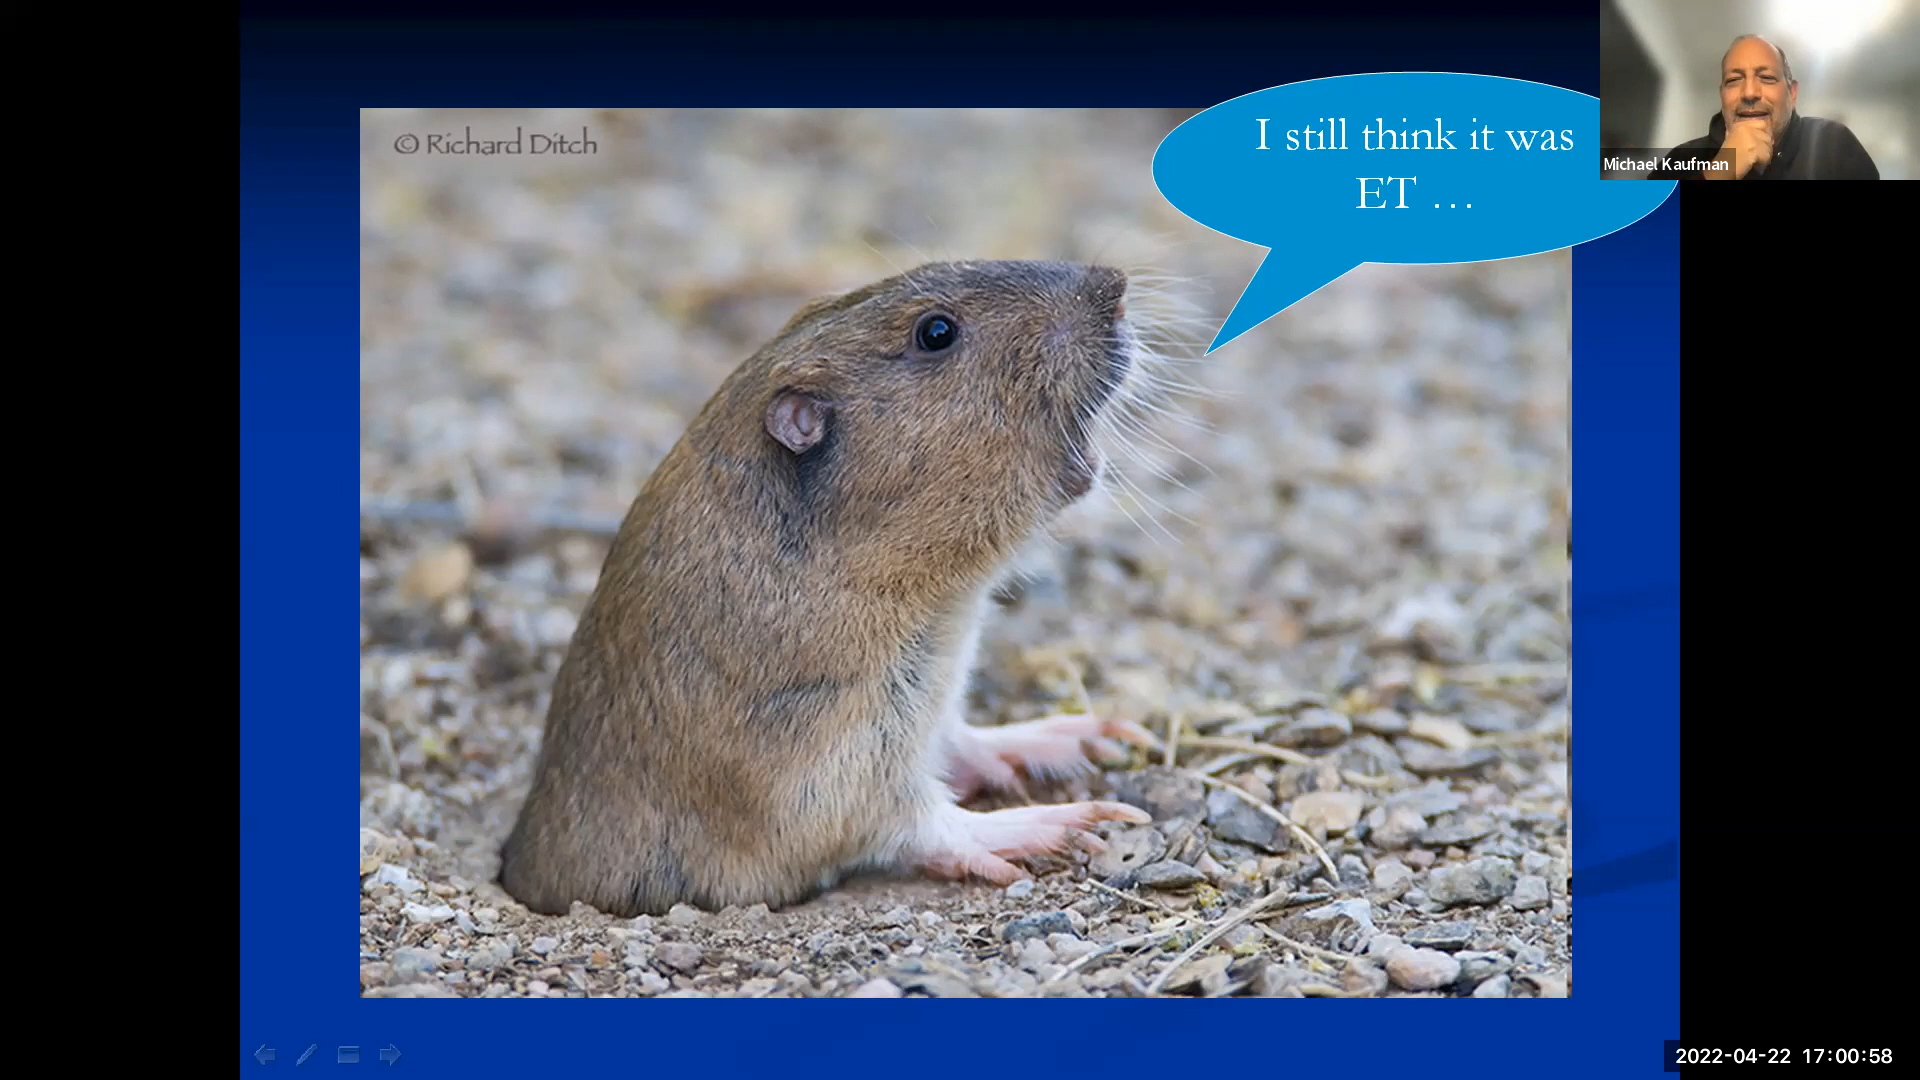 © Richard Ditch
I still think it was
ET …
Michael Kaufman
2022-04-22 17:00:58